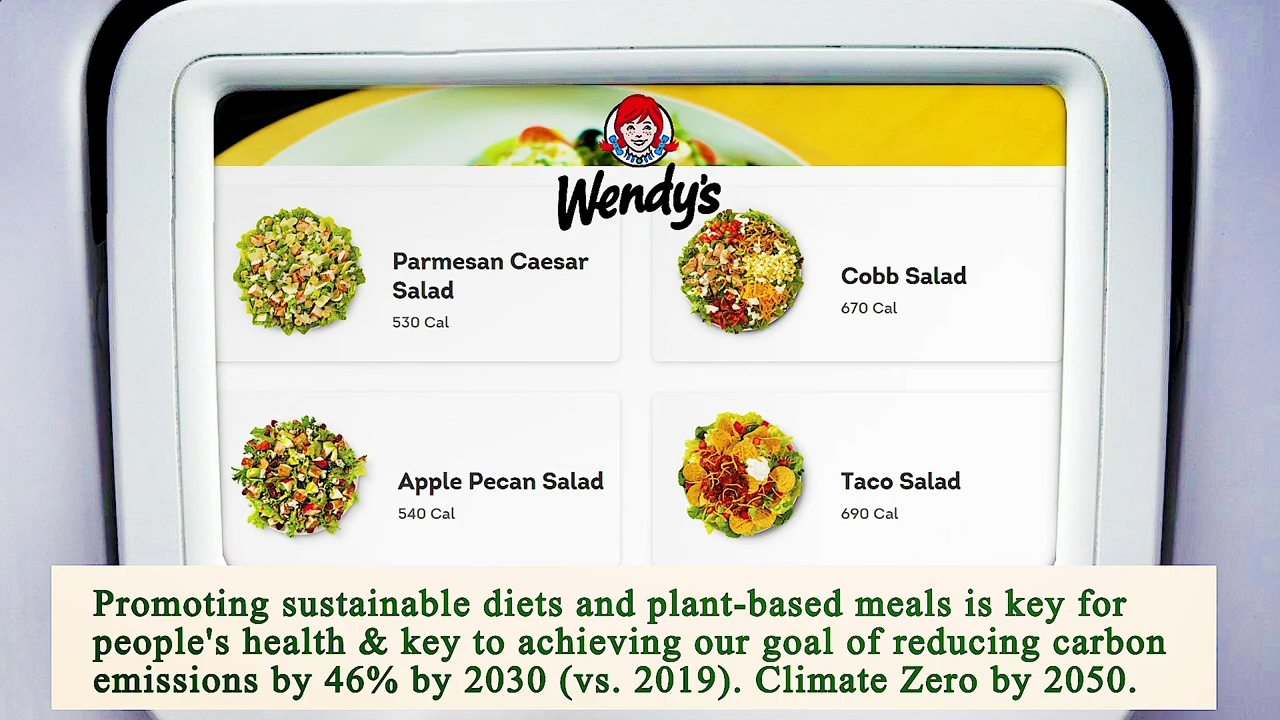 Wendy's
Parmesan Caesar
Salad
530 Cal
Cobb Salad
670 Cal
Apple Pecan Salad
540 Cal
Taco Salad
690 Cal
Promoting sustainable diets and plant-based meals is key for
people's health & key to achieving our goal of reducing carbon
emissions by 46% by 2030 (vs. 2019). Climate Zero by 2050.